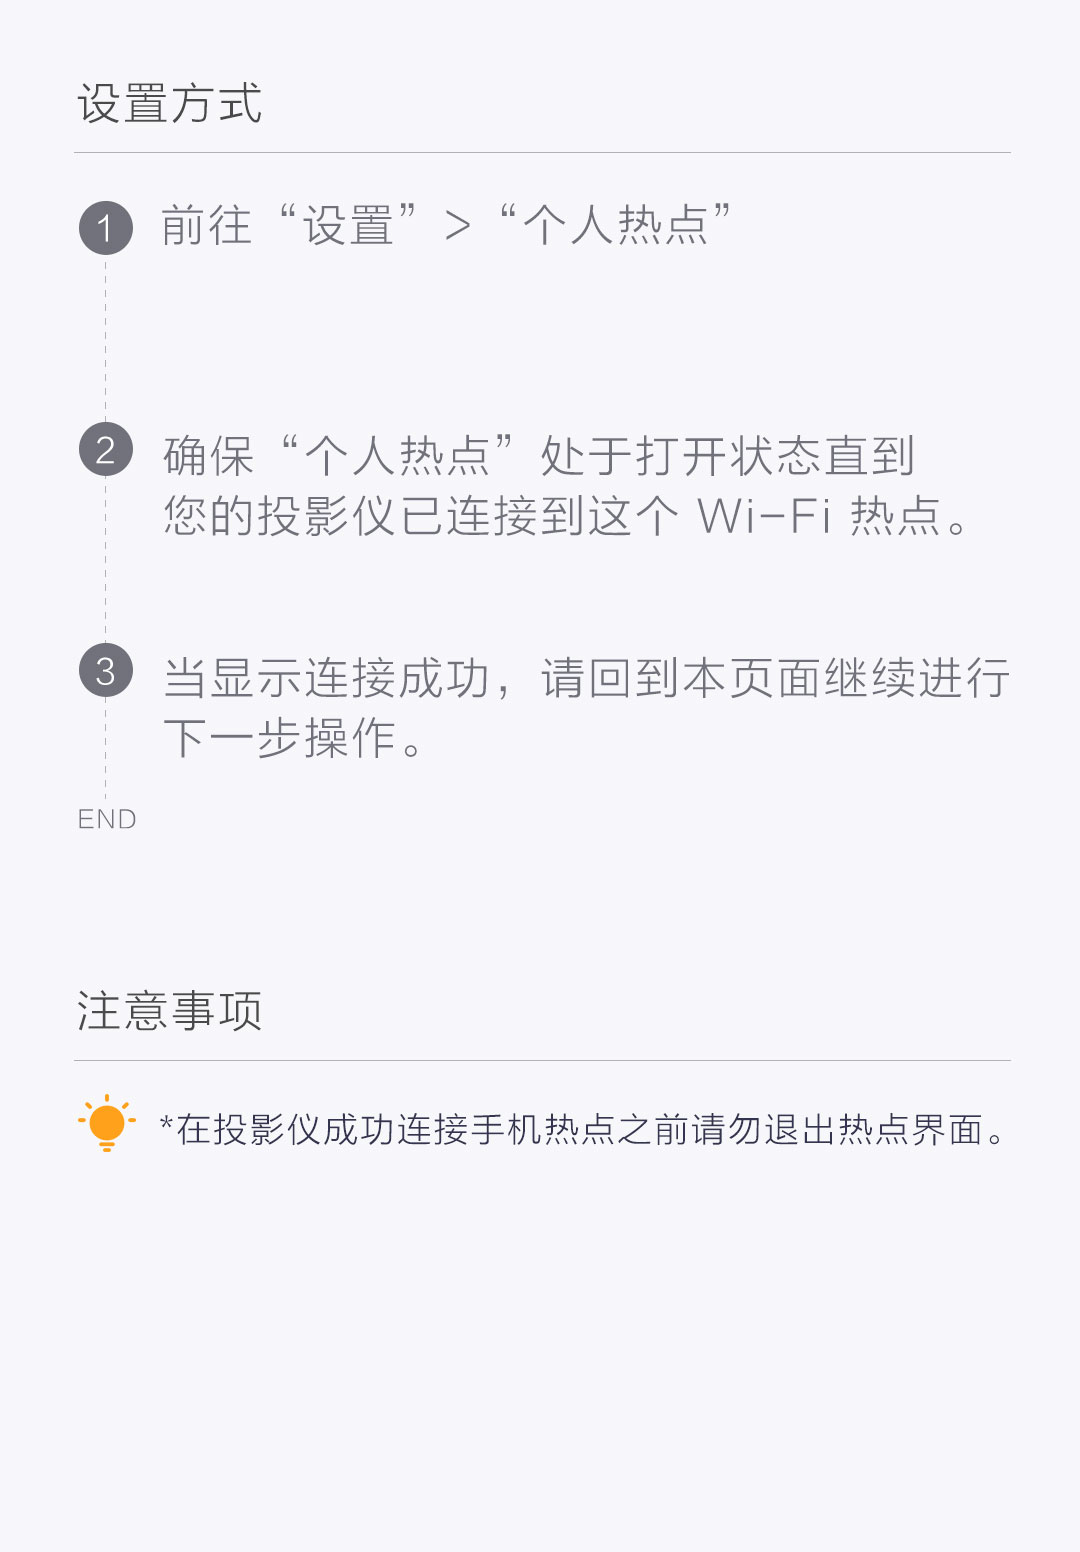 设置方式
1 前往“设置”>“个人热点”
2 确保“个人热点”处于打开状态直到
您的投影仪已连接到这个 Wi-Fi 热点。
3 当显示连接成功，请回到本页面继续进行
下一步操作。
END
注意事项
*在投影仪成功连接手机热点之前请勿退出热点界面。